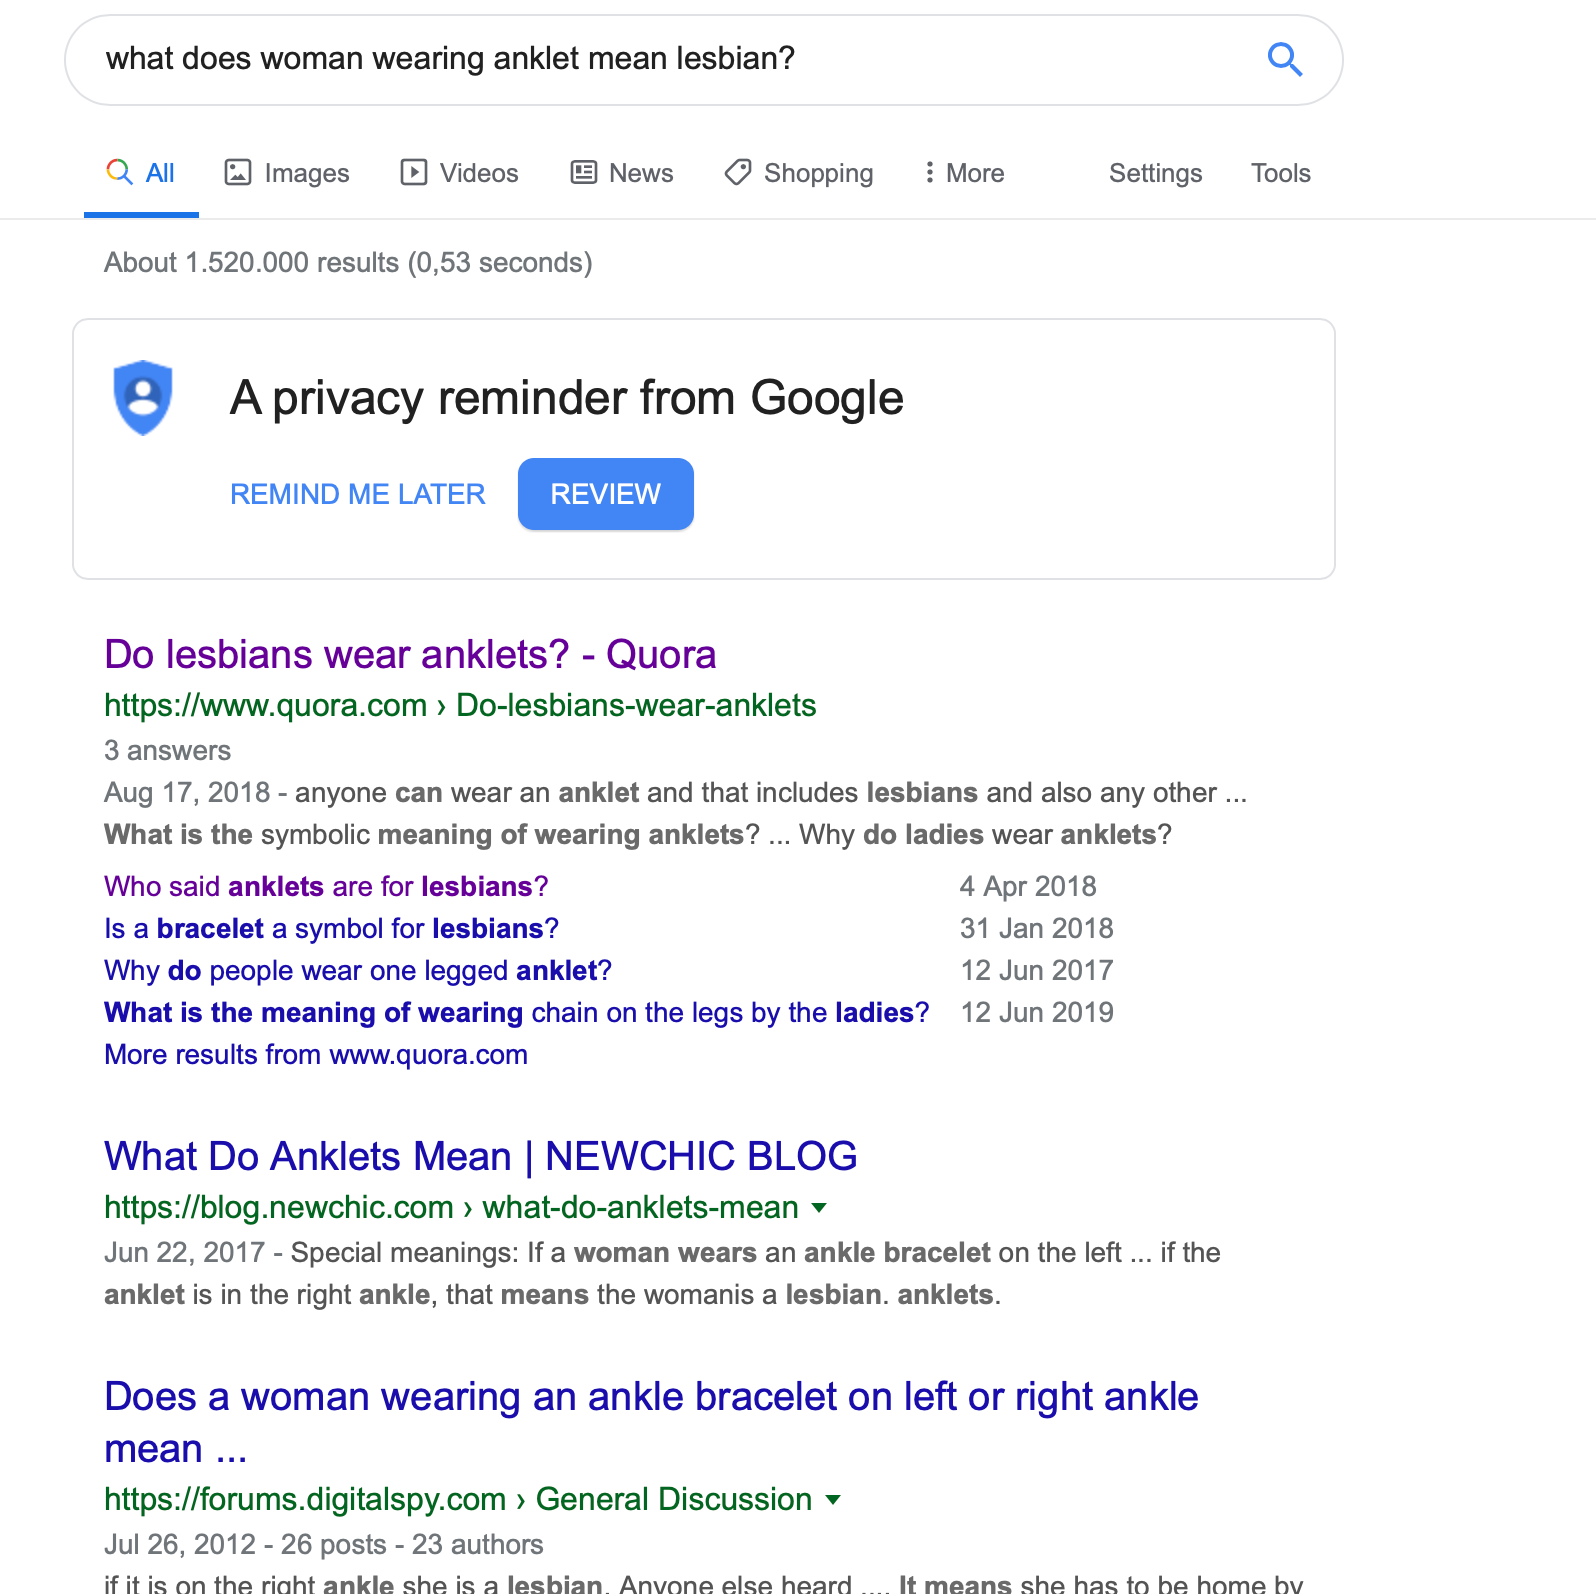 what does woman wearing anklet mean lesbian?
All Images Videos News Shopping More Settings Tools
About 1.520.000 results (0,53 seconds)
A privacy reminder from Google
REMIND ME LATER REVIEW
Do lesbians wear anklets? - Quora
https://www.quora.com › Do-lesbians-wear-anklets
3 answers
Aug 17, 2018 - anyone can wear an anklet and that includes lesbians and also any other ...
What is the symbolic meaning of wearing anklets? ... Why do ladies wear anklets?
Who said anklets are for lesbians? 4 Apr 2018
Is a bracelet a symbol for lesbians? 31 Jan 2018
Why do people wear one legged anklet? 12 Jun 2017
What is the meaning of wearing chain on the legs by the ladies? 12 Jun 2019
More results from www.quora.com
What Do Anklets Mean | NEWCHIC BLOG
https://blog.newchic.com › what-do-anklets-mean
Jun 22, 2017 - Special meanings: If a woman wears an ankle bracelet on the left ... if the
anklet is in the right ankle, that means the womanis a lesbian. anklets.
Does a woman wearing an ankle bracelet on left or right ankle
mean ...
https://forums.digitalspy.com › General Discussion
Jul 26, 2012 - 26 posts - 23 authors
if it is on the right ankle she is a lesbian. Anyone else heard .... It means she has to be home by